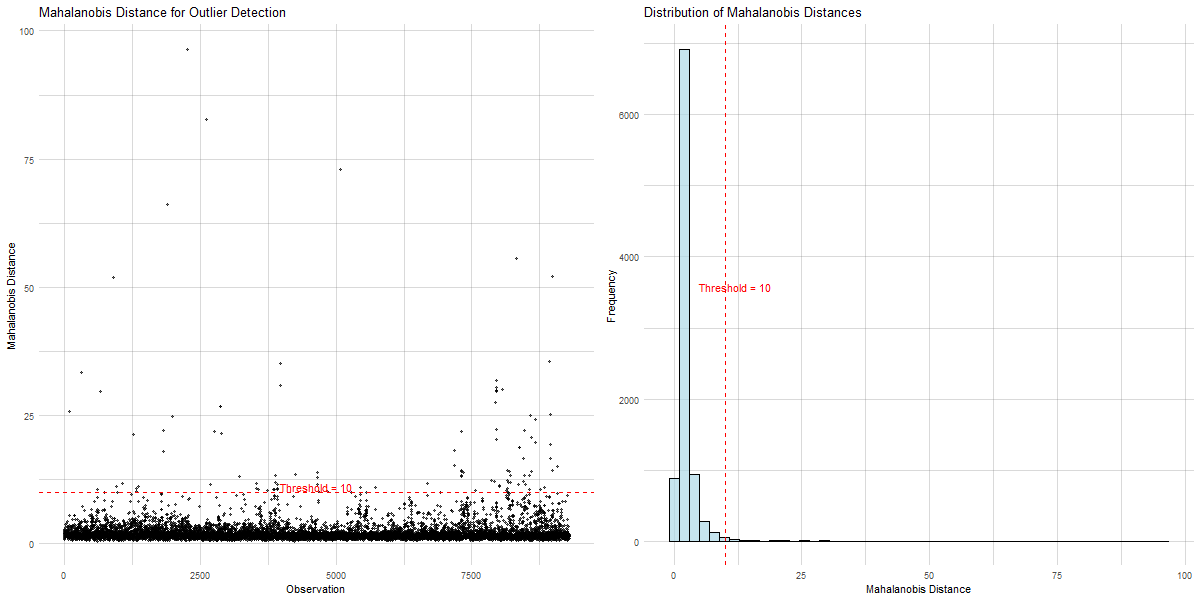 Mahalanobis Distance for Outlier Detection
100
75
50
25
0
Mahalanobis Distance
Threshold = 10
0 2500 5000 7500
Observation
Distribution of Mahalanobis Distances
6000
4000
2000
0
Frequency
Threshold = 10
0 25 50 75 100
Mahalanobis Distance